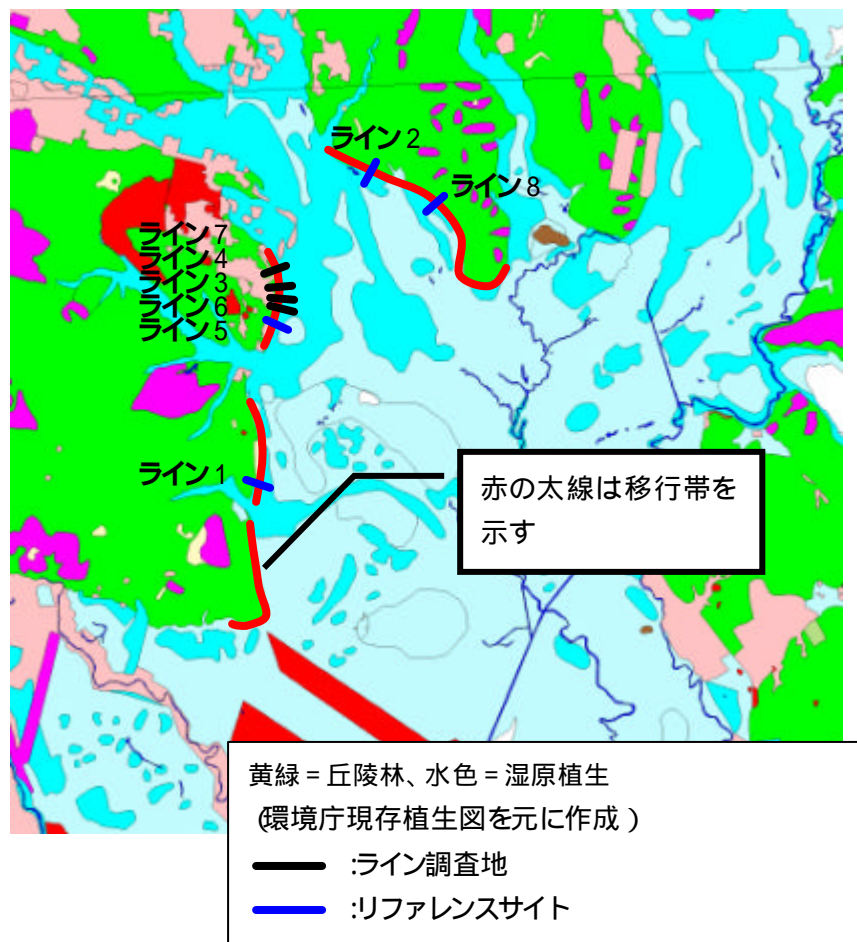 ライン 2
ライン 8
ライン 7
ライン 4
ライン 3
ライン 6
ライン 5
ライン 1
赤の太線は移行帯を
示す
黄緑 = 丘陵林、水色 = 湿原植生
(環境庁現存植生図を元に作成 )
:ライン調査地
:リファレンスサイト